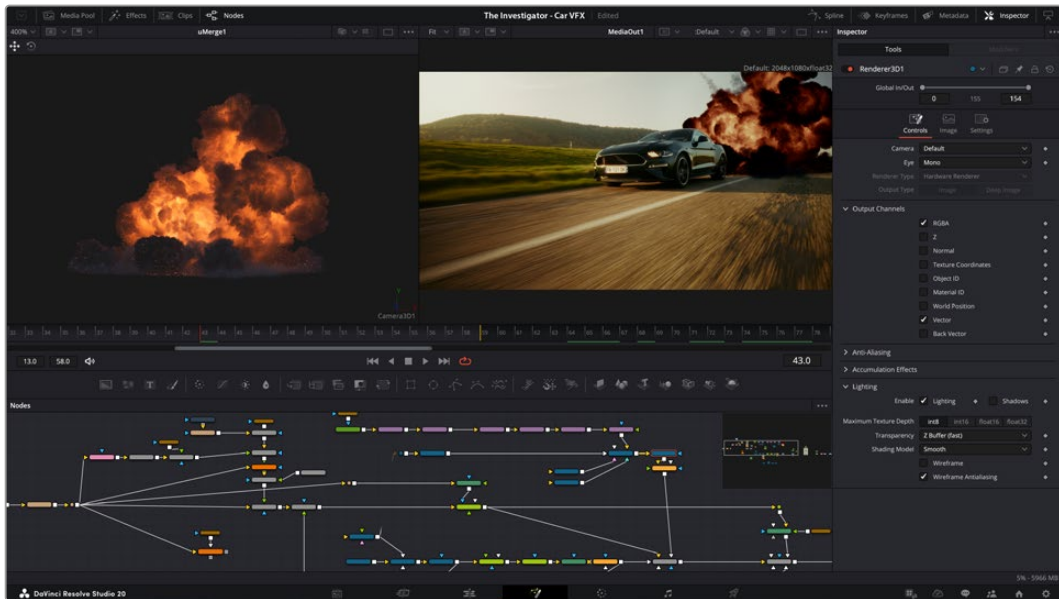 Media Pool Effects Clips Nodes The Investigator - Car VFX Edited Spline Keyframes Metadata Inspector
400% uMerge1 Fit MediaOut1 Default Inspector
Tools Modifiers
Default: 2048x1080xfloat32
Renderer3D1
Global In/Out 0 155 154
Controls Image Settings
Camera Default
Eye Mono
Renderer Type Hardware Renderer
Output Type Image Deep Image
Output Channels
RGBA
Z
Normal
Texture Coordinates
Object ID
Material ID
World Position
Vector
Back Vector
Camera3D1
13.0 58.0 43.0
Anti-Aliasing
Accumulation Effects
Lighting
Enable Lighting Shadows
Maximum Texture Depth int8 int16 float16 float32
Transparency Z Buffer (fast)
Shading Model Smooth
Wireframe
Wireframe Antialiasing
Nodes
5% - 5966 MB
DaVinci Resolve Studio 20